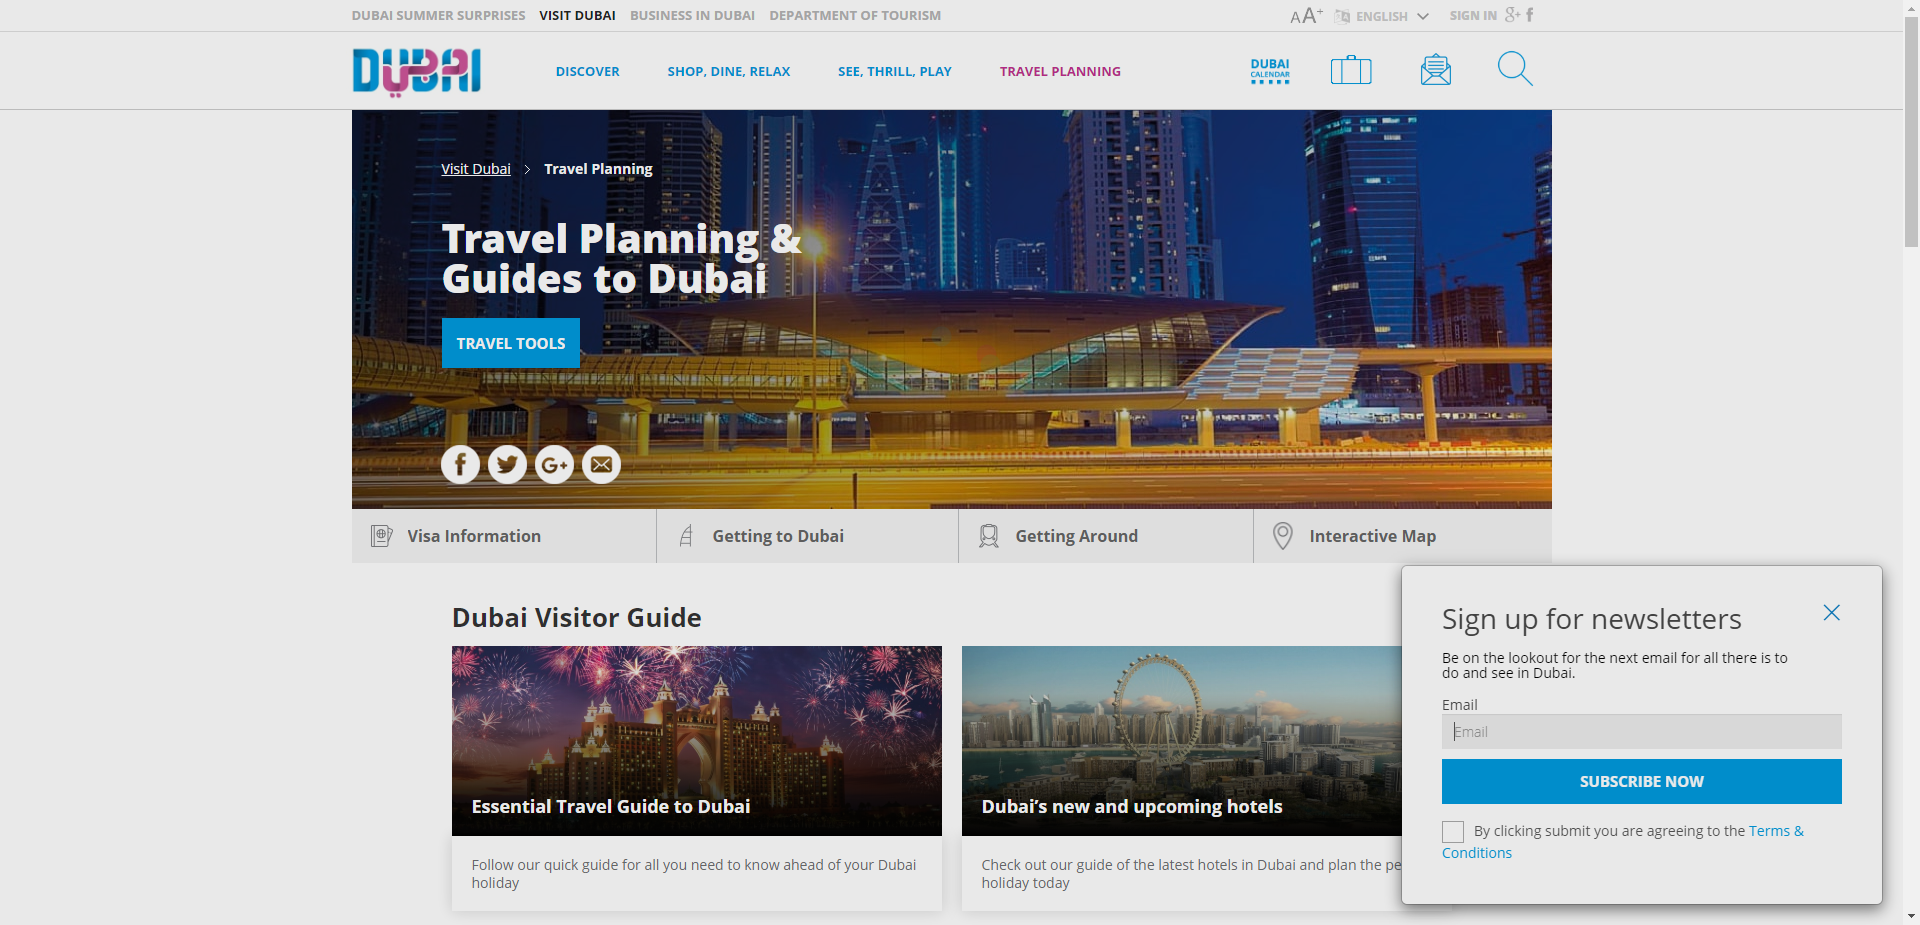 DUBAI SUMMER SURPRISES VISIT DUBAI BUSINESS IN DUBAI DEPARTMENT OF TOURISM
AA+ ENGLISH SIGN IN g+ f
DUBAI
DISCOVER SHOP, DINE, RELAX SEE, THRILL, PLAY TRAVEL PLANNING
DUBAI
CALENDAR
Visit Dubai > Travel Planning
Travel Planning &
Guides to Dubai
TRAVEL TOOLS
Visa Information Getting to Dubai Getting Around Interactive Map
Dubai Visitor Guide
Essential Travel Guide to Dubai
Follow our quick guide for all you need to know ahead of your Dubai
holiday
Dubai's new and upcoming hotels
Check out our guide of the latest hotels in Dubai and plan the pe
holiday today
Sign up for newsletters
Be on the lookout for the next email for all there is to
do and see in Dubai.
Email
Email
SUBSCRIBE NOW
By clicking submit you are agreeing to the Terms &
Conditions